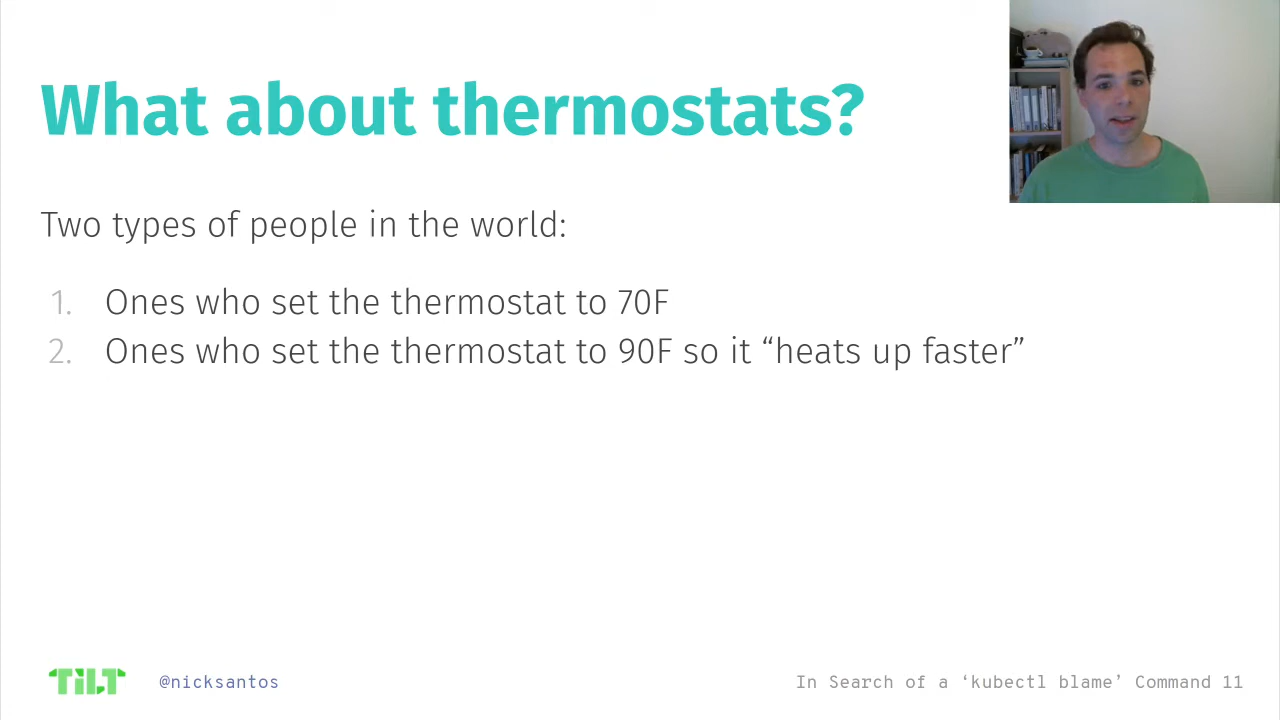 What about thermostats?
Two types of people in the world:
1. Ones who set the thermostat to 70F
2. Ones who set the thermostat to 90F so it “heats up faster”
TILT @nicksantos In Search of a ‘kubectl blame’ Command 11